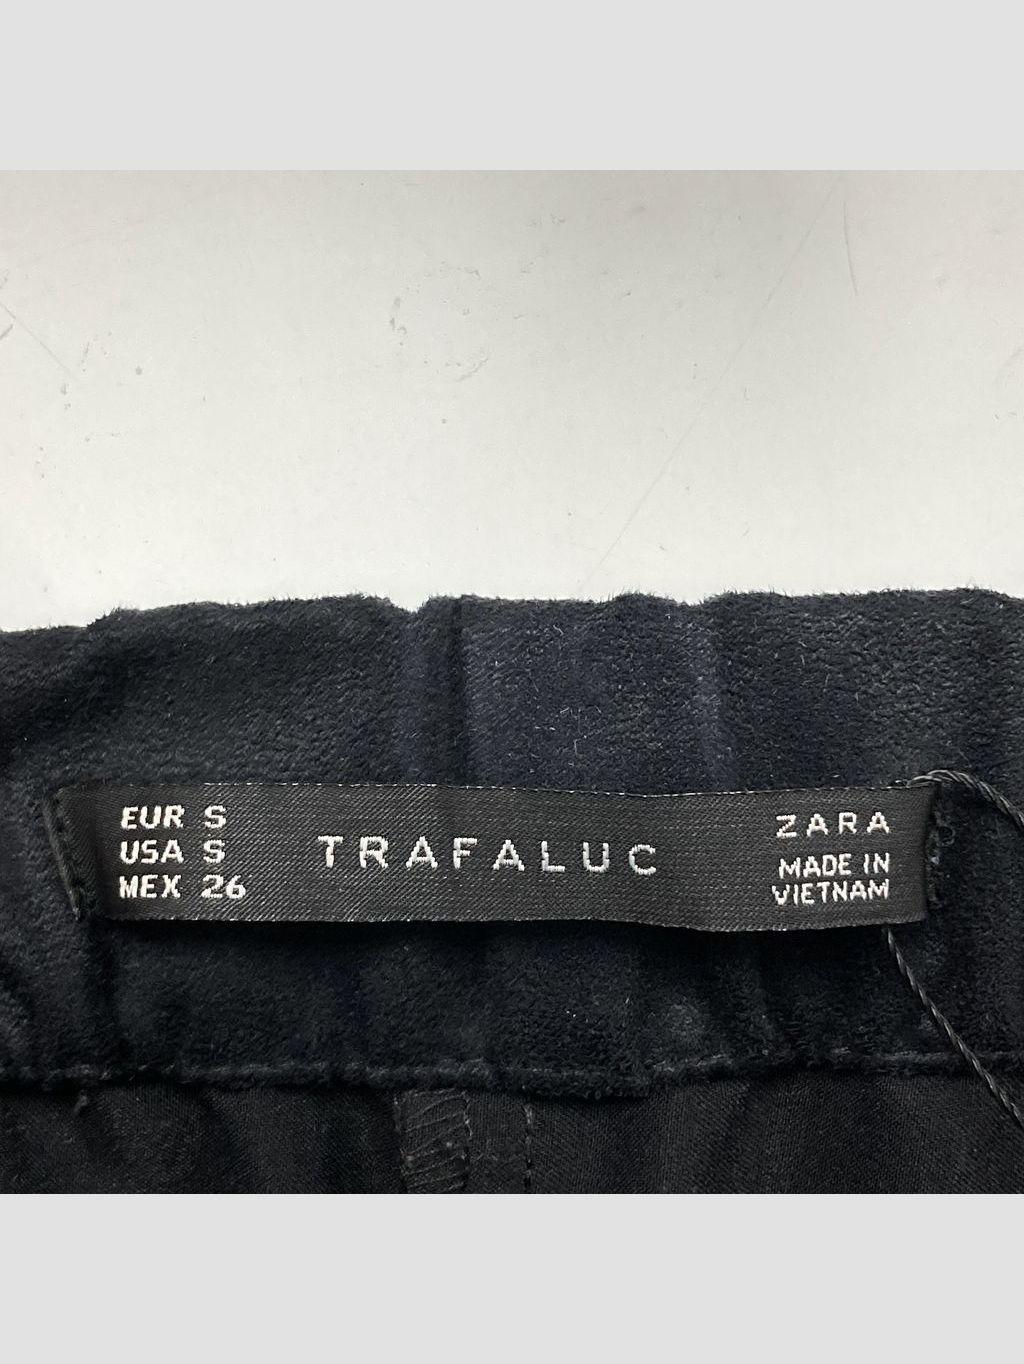 EUR S
USA S
MEX 26
TRAFALUC
ZARA
MADE IN
VIETNAM